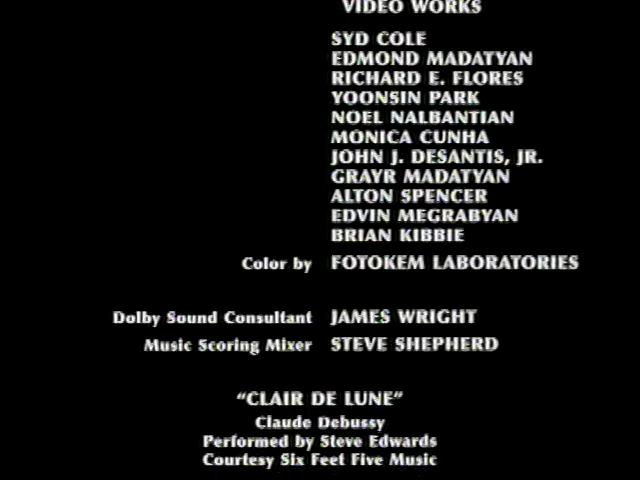 VIDEO WORKS
SYD COLE
EDMOND MADATYAN
RICHARD E. FLORES
YOONSIN PARK
NOEL NALBANTIAN
MONICA CUNHA
JOHN J. DESANTIS, JR.
GRAYR MADATYAN
ALTON SPENCER
EDVIN MEGRABYAN
BRIAN KIBBIE
Color by FOTOKEM LABORATORIES
Dolby Sound Consultant JAMES WRIGHT
Music Scoring Mixer STEVE SHEPHERD
“CLAIR DE LUNE”
Claude Debussy
Performed by Steve Edwards
Courtesy Six Feet Five Music